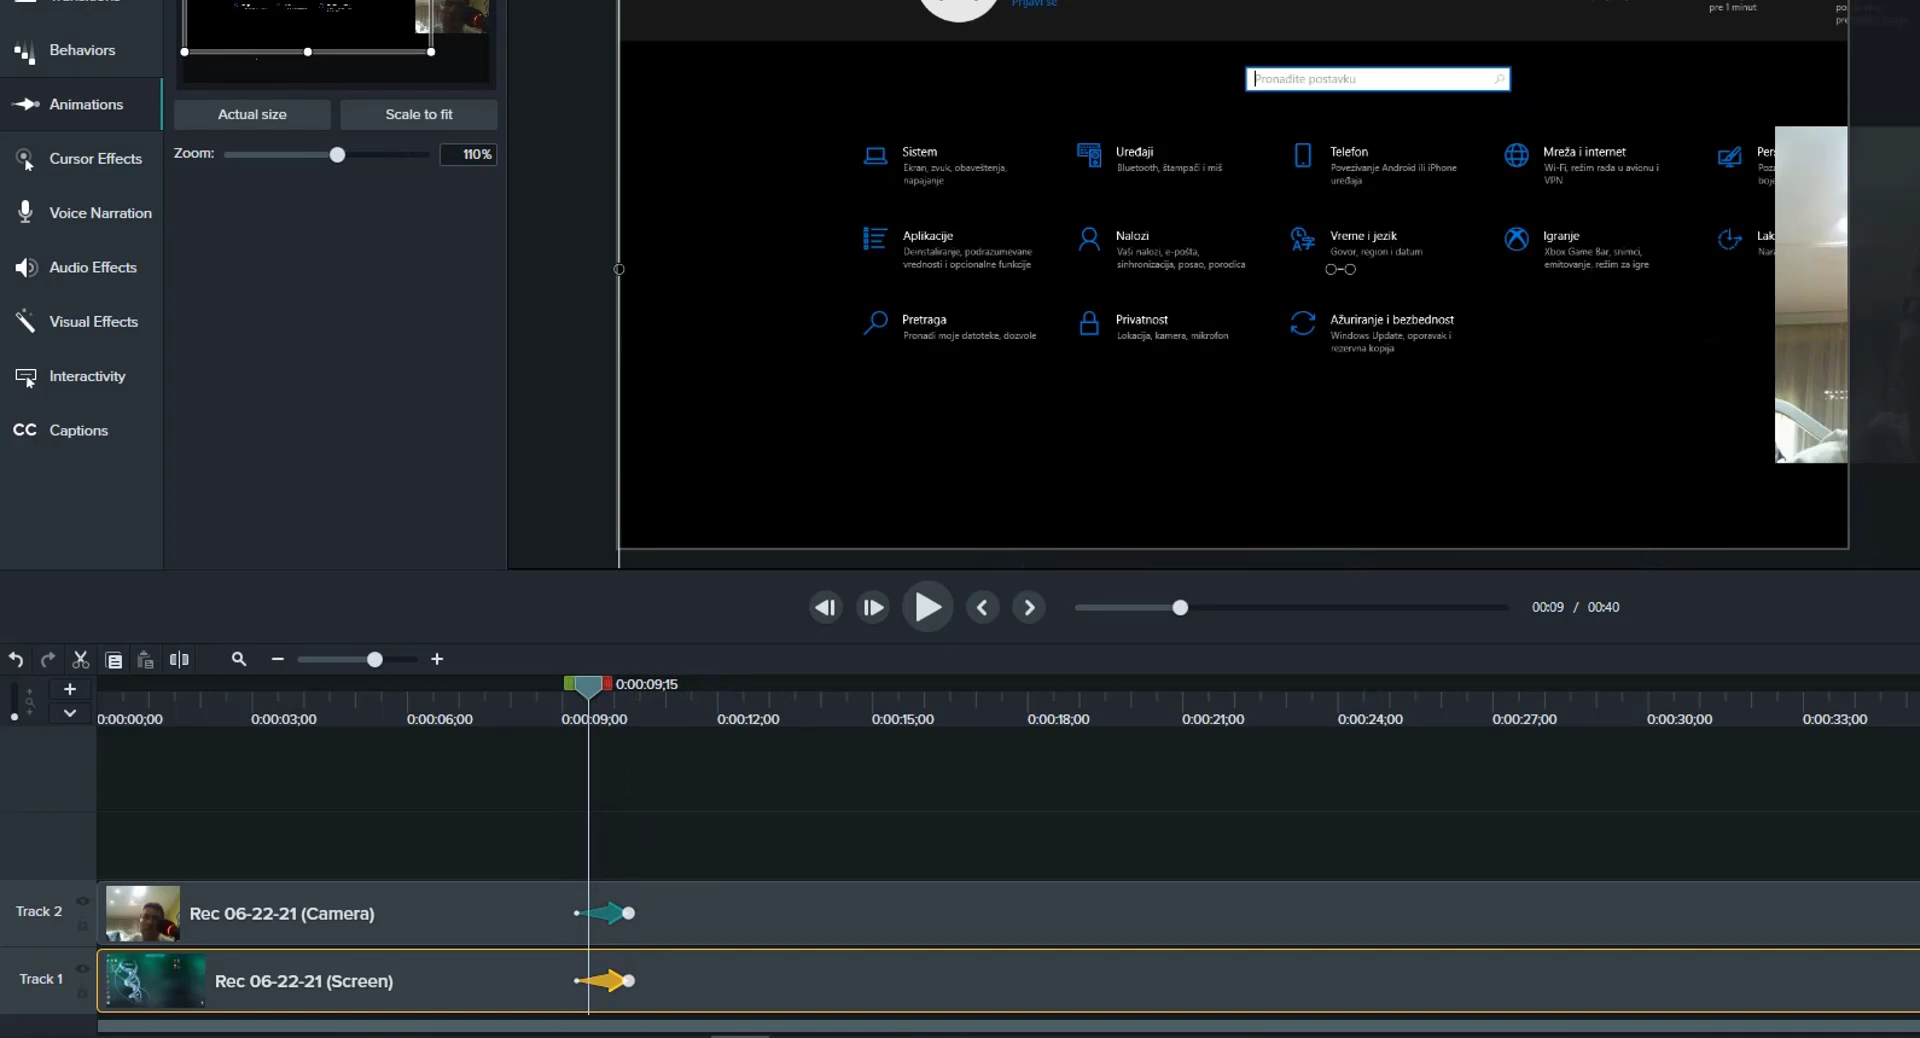 Behaviors
Animations
Cursor Effects
Voice Narration
Audio Effects
Visual Effects
Interactivity
CC Captions
Actual size
Scale to fit
Zoom:
110%
Prijavi se
pre 1 minut
Pronađite postavku
Sistem
Ekran, zvuk, obaveštenja,
napajanje
Uređaji
Bluetooth, štampači i miš
Telefon
Povezivanje Android ili iPhone
uređaja
Mreža i internet
Wi-Fi, režim rada u avionu i
VPN
Aplikacije
Deinstaliranje, podrazumevane
vrednosti i opcionalne funkcije
Nalozi
Vaši nalozi, e-pošta,
sinhronizacija, posao, porodica
Vreme i jezik
Govor, region i datum
Igranje
Xbox Game Bar, snimci,
emitovanje, režim za igre
Pretraga
Pronađi moje datoteke, dozvole
Privatnost
Lokacija, kamera, mikrofon
Ažuriranje i bezbednost
Windows Update, oporavak i
rezervna kopija
00:09 / 00:40
0:00:09;15
0:00:00;00
0:00:03;00
0:00:06;00
0:00:09;00
0:00:12;00
0:00:15;00
0:00:18;00
0:00:21;00
0:00:24;00
0:00:27;00
0:00:30;00
0:00:33;00
Track 2
Rec 06-22-21 (Camera)
Track 1
Rec 06-22-21 (Screen)